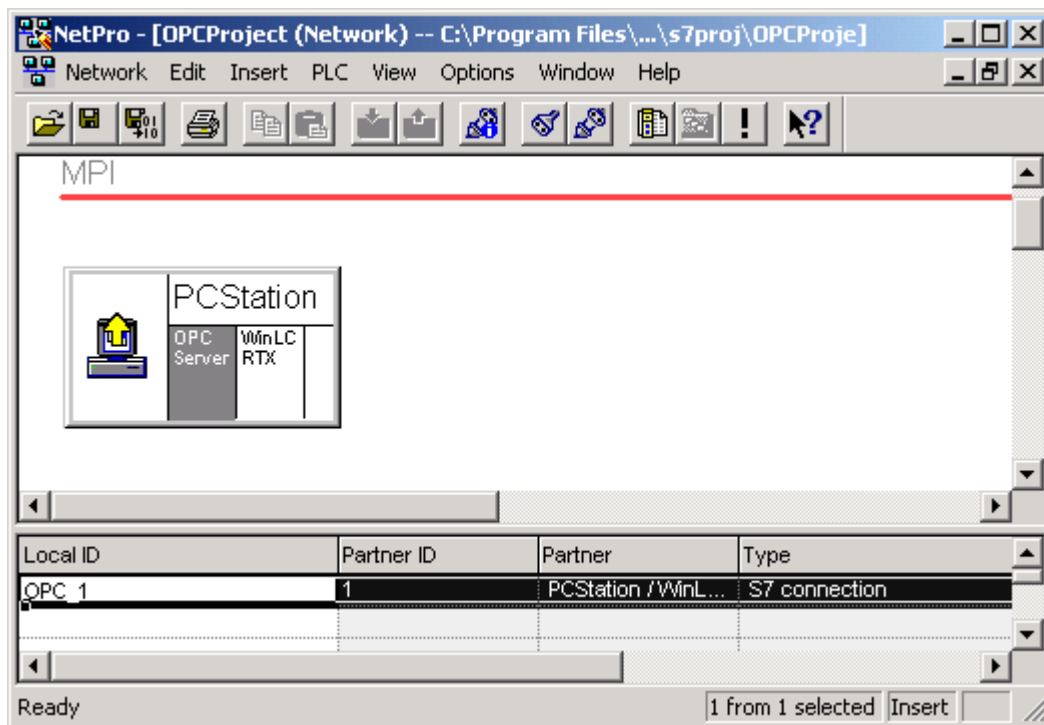 NetPro - [OPCProject (Network) -- C:\Program Files\...\s7proj\OPCProje]
Network Edit Insert PLC View Options Window Help
MPI
PCStation
OPC Server
WinLC RTX
Local ID Partner ID Partner Type
OPC_1 1 PCStation / WinL... S7 connection
Ready 1 from 1 selected Insert